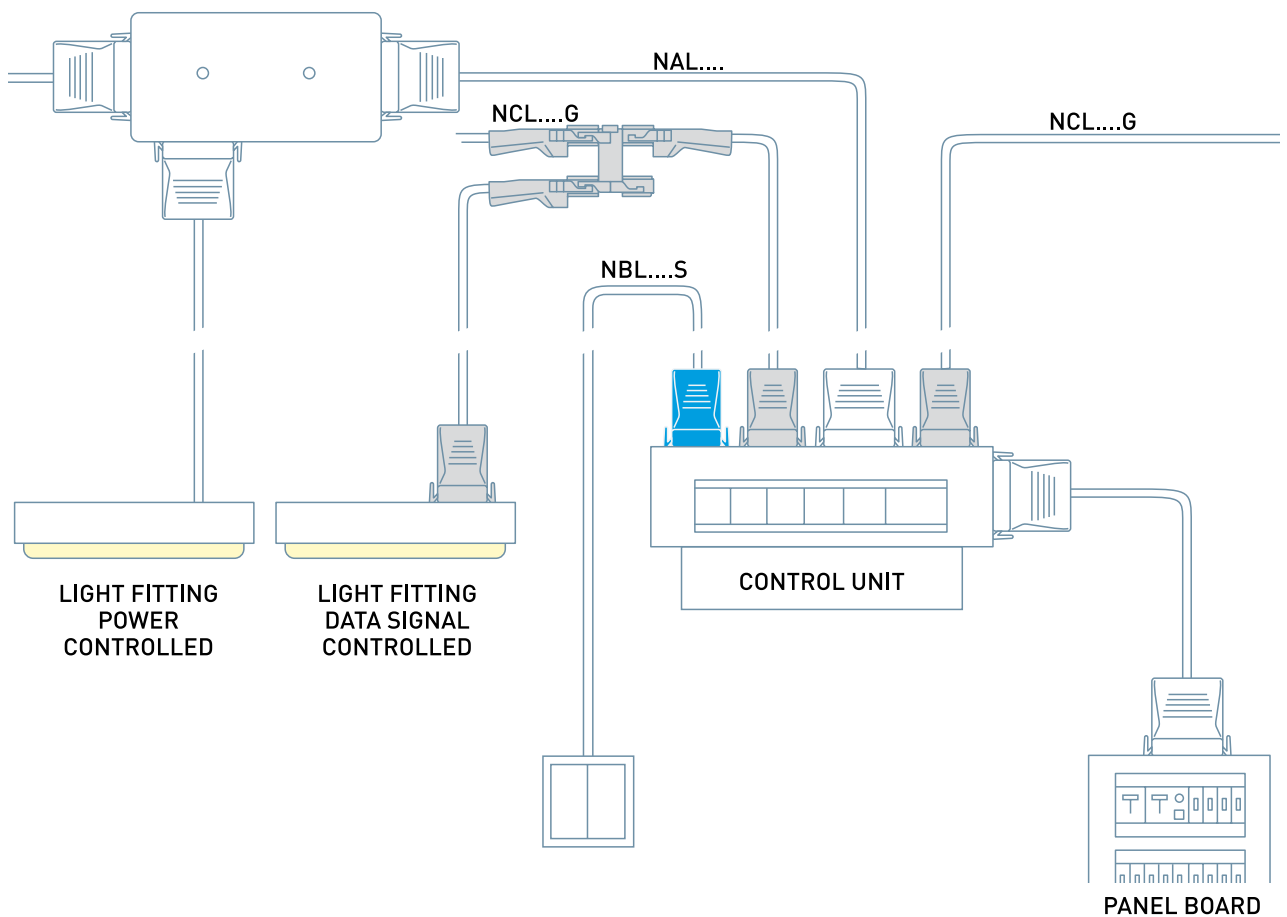 NAL....
NCL....G
NCL....G
NBL....S
CONTROL UNIT
LIGHT FITTING
POWER
CONTROLLED
LIGHT FITTING
DATA SIGNAL
CONTROLLED
PANEL BOARD